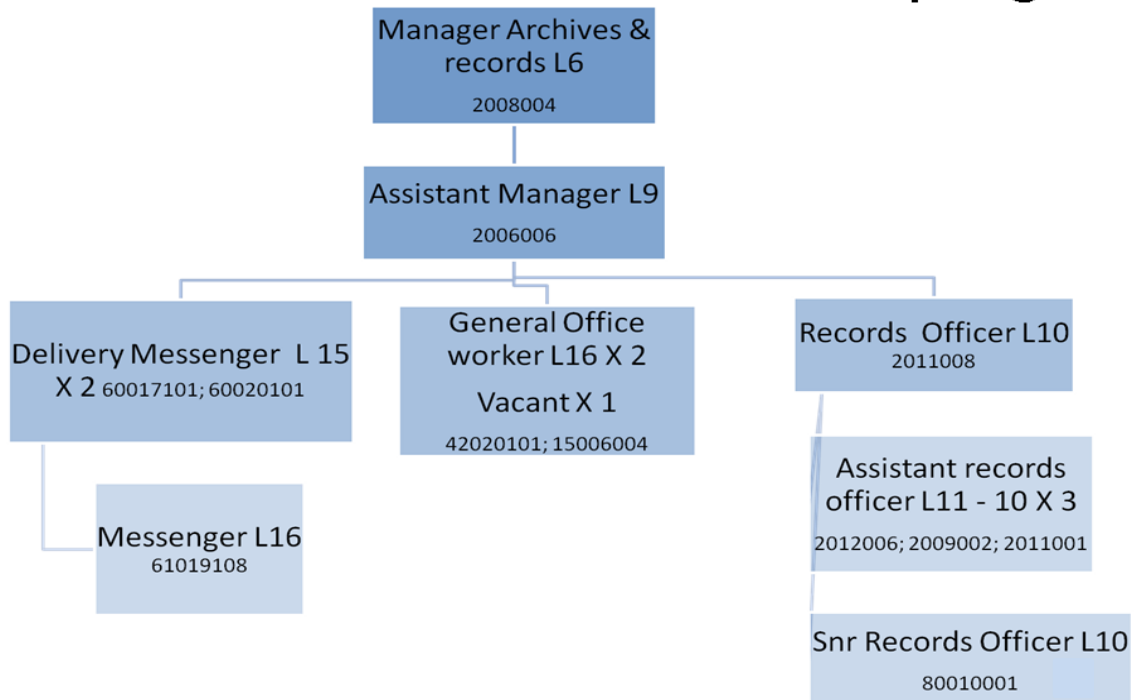 Manager Archives &
records L6
2008004
Assistant Manager L9
2006006
Delivery Messenger L 15
X 2 60017101; 60020101
General Office
worker L16 X 2
Vacant X 1
42020101; 15006004
Records Officer L10
2011008
Messenger L16
61019108
Assistant records
officer L11 - 10 X 3
2012006; 2009002; 2011001
Snr Records Officer L10
80010001